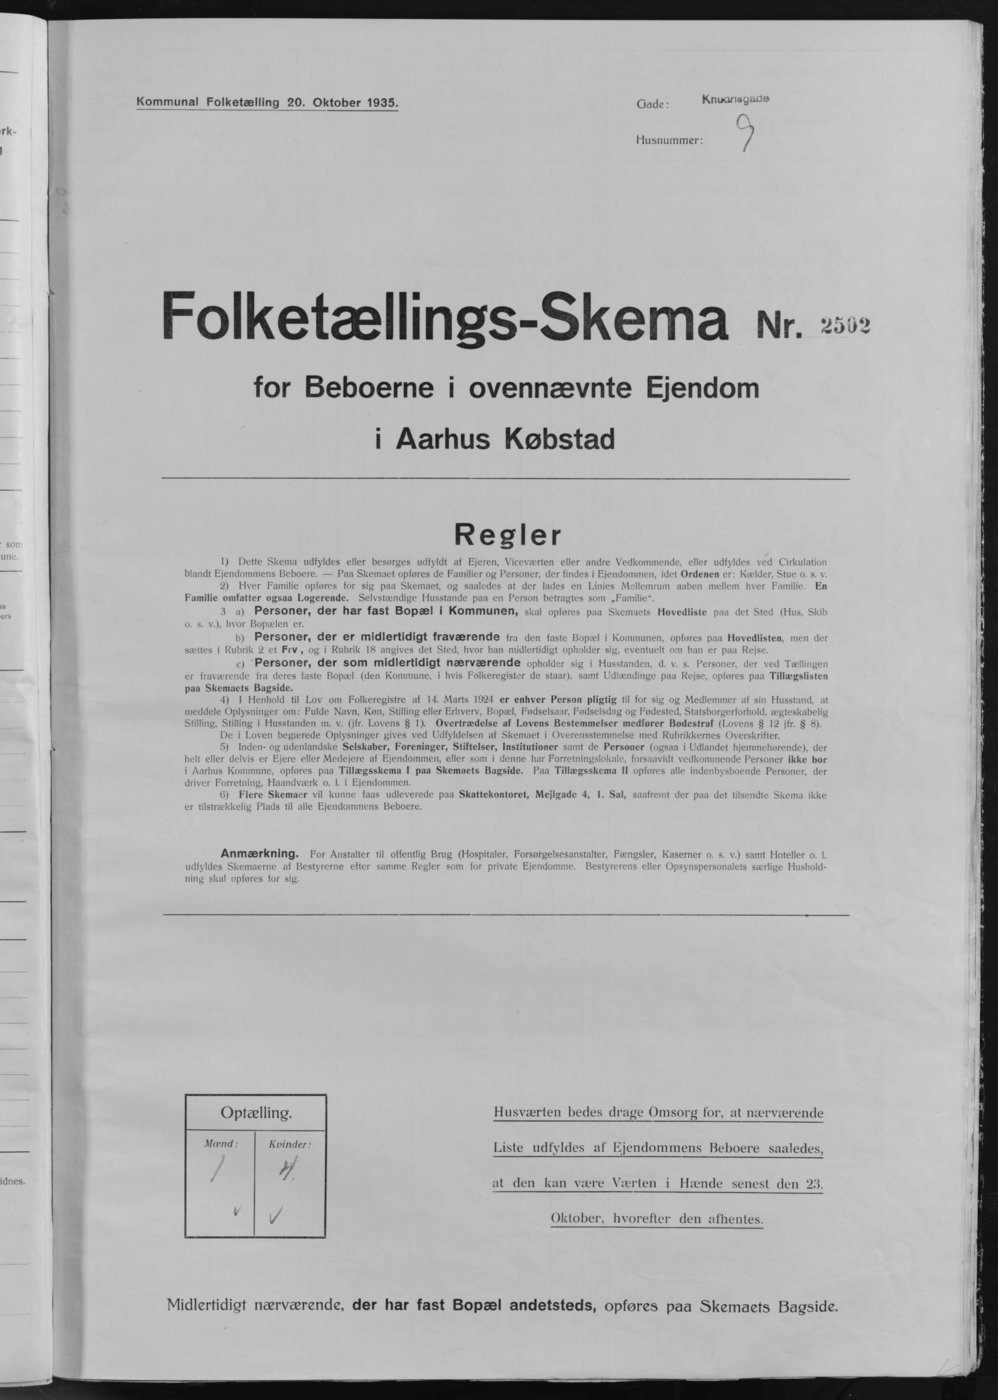 Kommunal Folketælling 20. Oktober 1935.
Gade: Knudrisgade
Husnummer: 9
Folketællings-Skema Nr. 2502
for Beboerne i ovennævnte Ejendom
i Aarhus Købstad
Regler
1) Dette Skema udfyldes eller besørges udfyldt af Ejeren, Viceværten eller andre Vedkommende, eller udfyldes ved Cirkulation
blandt Ejendommens Beboere. — Paa Skemaet opføres de Familier og Personer, der findes i Ejendommen, idet Ordenen er: Kælder, Stue o. s. v.
2) Hver Familie opføres for sig paa Skemaet, og saaledes at der lades en Linies Mellemrum aaben mellem hver Familie. En
Familie omfatter ogsaa Logerende. Selvstændige Husstande paa en Person betragtes som „Familie“.
3 a) Personer, der har fast Bopæl i Kommunen, skal opføres paa Skemaets Hovedliste paa det Sted (Hus, Skib
o. s. v.), hvor Bopælen er.
b) Personer, der er midlertidigt fraværende fra den faste Bopæl i Kommunen, opføres paa Hovedlisten, men der
sættes i Rubrik 2 et Frv., og i Rubrik 18 angives det Sted, hvor han midlertidigt opholder sig, eventuelt om han er paa Rejse.
c) Personer, der som midlertidigt nærværende opholder sig i Husstanden, d. v. s. Personer, der ved Tællingen
er fraværende fra deres faste Bopæl (den Kommune, i hvis Folkeregister de staar), samt Udlændinge paa Rejse, opføres paa Tillægslisten
paa Skemaets Bagside.
4) I Henhold til Lov om Folkeregistre af 14. Marts 1924 er enhver Person pligtig til for sig og Medlemmer af sin Husstand, at
meddele Oplysninger om: Fulde Navn, Køn, Stilling eller Erhverv, Bopæl, Fødselsaar, Fødselsdag og Fødested, Statsborgerforhold, ægteskabelig
Stilling, Stilling i Husstanden m. v. (jfr. Lovens § 1). Overtrædelse af Lovens Bestemmelser medfører Bødestraf (Lovens § 12 jfr. § 8).
De i Loven begærede Oplysninger gives ved Udfyldelsen af Skemaet i Overensstemmelse med Rubrikkernes Overskrifter.
5) Inden- og udenlandske Selskaber, Foreninger, Stiftelser, Institutioner samt de Personer (ogsaa i Udlandet hjemmehørende), der
helt eller delvis er Ejere eller Medejere af Ejendommen, eller som i denne har Forretningslokale, forsaavidt vedkommende Personer ikke bor
i Aarhus Kommune, opføres paa Tillægsskema I paa Skemaets Bagside. Paa Tillægsskema II opføres alle indenbysboende Personer, der
driver Forretning, Haandværk o. l. i Ejendommen.
6) Flere Skemaer vil kunne faas udleverede paa Skattekontoret, Mejlgade 4, 1. Sal, saafremt der paa det tilsendte Skema ikke
er tilstrækkelig Plads til alle Ejendommens Beboere.
Anmærkning. For Anstalter til offentlig Brug (Hospitaler, Forsørgelsesanstalter, Fængsler, Kaserner o. s. v.) samt Hoteller o. l.
udfyldes Skemaerne af Bestyrerne efter samme Regler som for private Ejendomme. Bestyrerens eller Opsynspersonalets særlige Hushold-
ning skal opføres for sig.
Optælling.
Mænd: Kvinder:
1 4.
Husværten bedes drage Omsorg for, at nærværende
Liste udfyldes af Ejendommens Beboere saaledes,
at den kan være Værten i Hænde senest den 23.
Oktober, hvorefter den afhentes.
Midlertidigt nærværende, der har fast Bopæl andetsteds, opføres paa Skemaets Bagside.